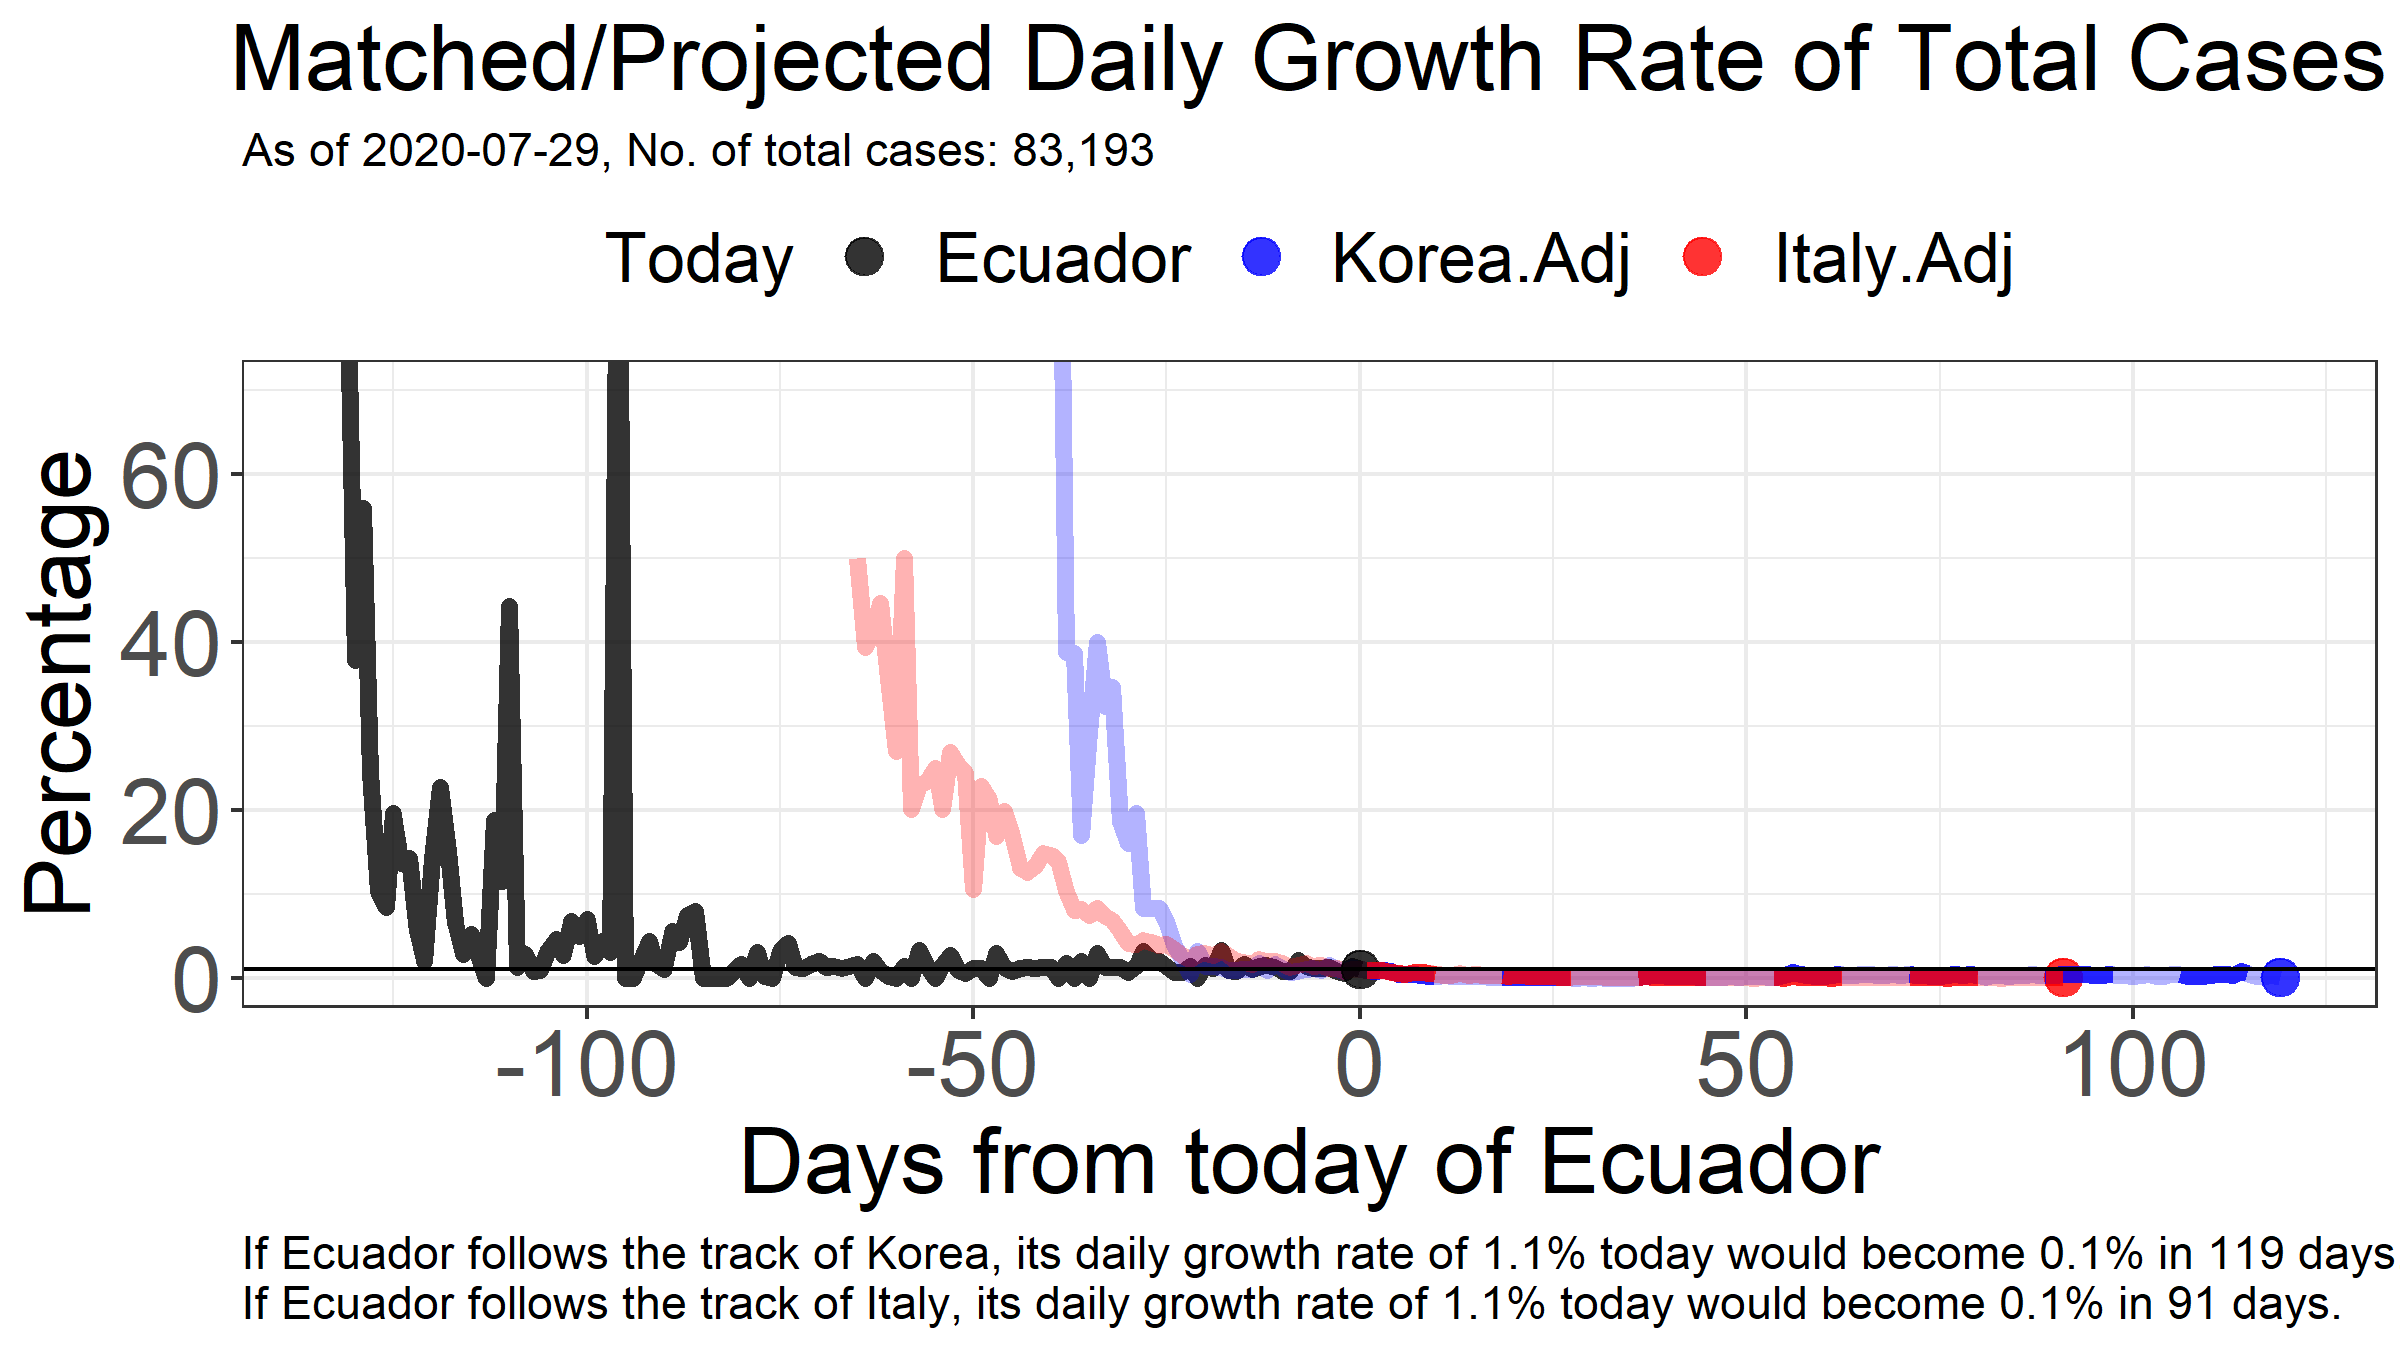 Matched/Projected Daily Growth Rate of Total Cases
As of 2020-07-29, No. of total cases: 83,193
Today Ecuador Korea.Adj Italy.Adj
Percentage
60
40
20
0
-100 -50 0 50 100
Days from today of Ecuador
If Ecuador follows the track of Korea, its daily growth rate of 1.1% today would become 0.1% in 119 days
If Ecuador follows the track of Italy, its daily growth rate of 1.1% today would become 0.1% in 91 days.